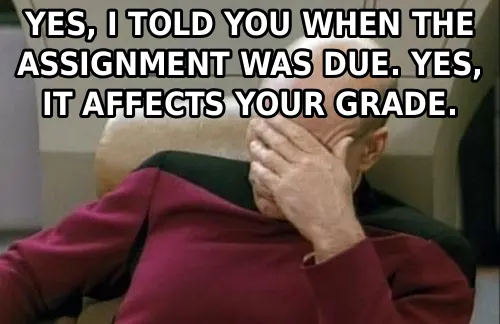 YES, I TOLD YOU WHEN THE
ASSIGNMENT WAS DUE. YES,
IT AFFECTS YOUR GRADE.